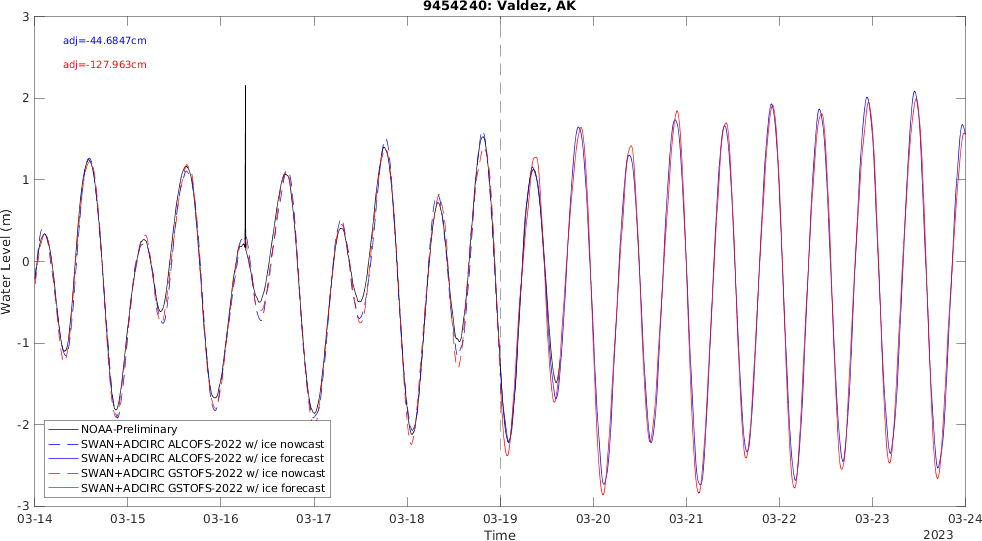 9454240: Valdez, AK
adj=-44.6847cm
adj=-127.963cm
3
2
1
0
-1
-2
-3
Water Level (m)
NOAA-Preliminary
SWAN+ADCIRC ALCOFS-2022 w/ ice nowcast
SWAN+ADCIRC ALCOFS-2022 w/ ice forecast
SWAN+ADCIRC GSTOFS-2022 w/ ice nowcast
SWAN+ADCIRC GSTOFS-2022 w/ ice forecast
03-14 03-15 03-16 03-17 03-18 03-19 03-20 03-21 03-22 03-23 03-24
Time
2023